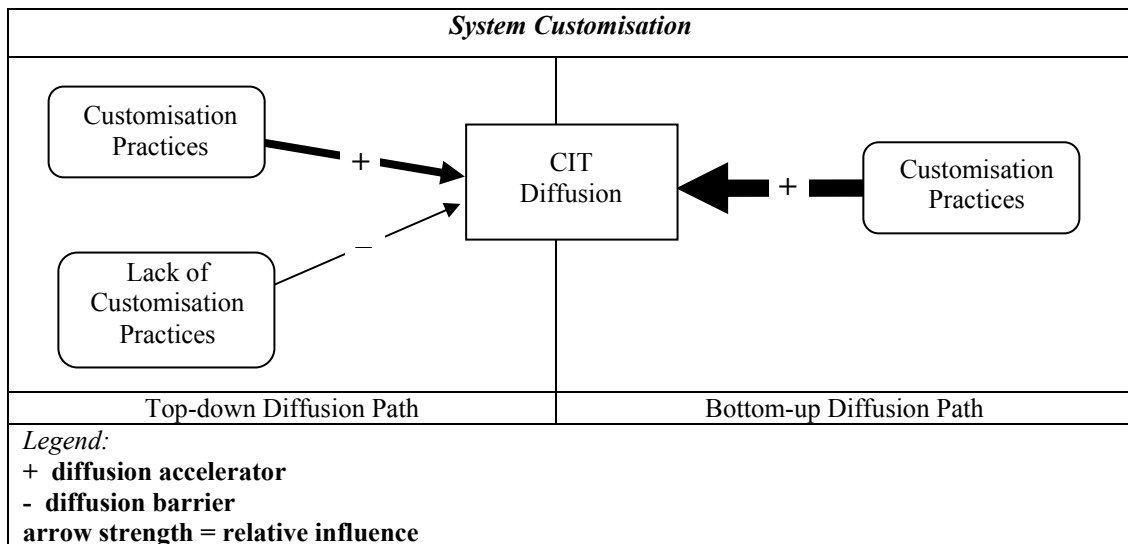 System Customisation
Customisation
Practices
+
CIT
Diffusion
+
Customisation
Practices
–
Lack of
Customisation
Practices
Top-down Diffusion Path
Bottom-up Diffusion Path
Legend:
+ diffusion accelerator
- diffusion barrier
arrow strength = relative influence